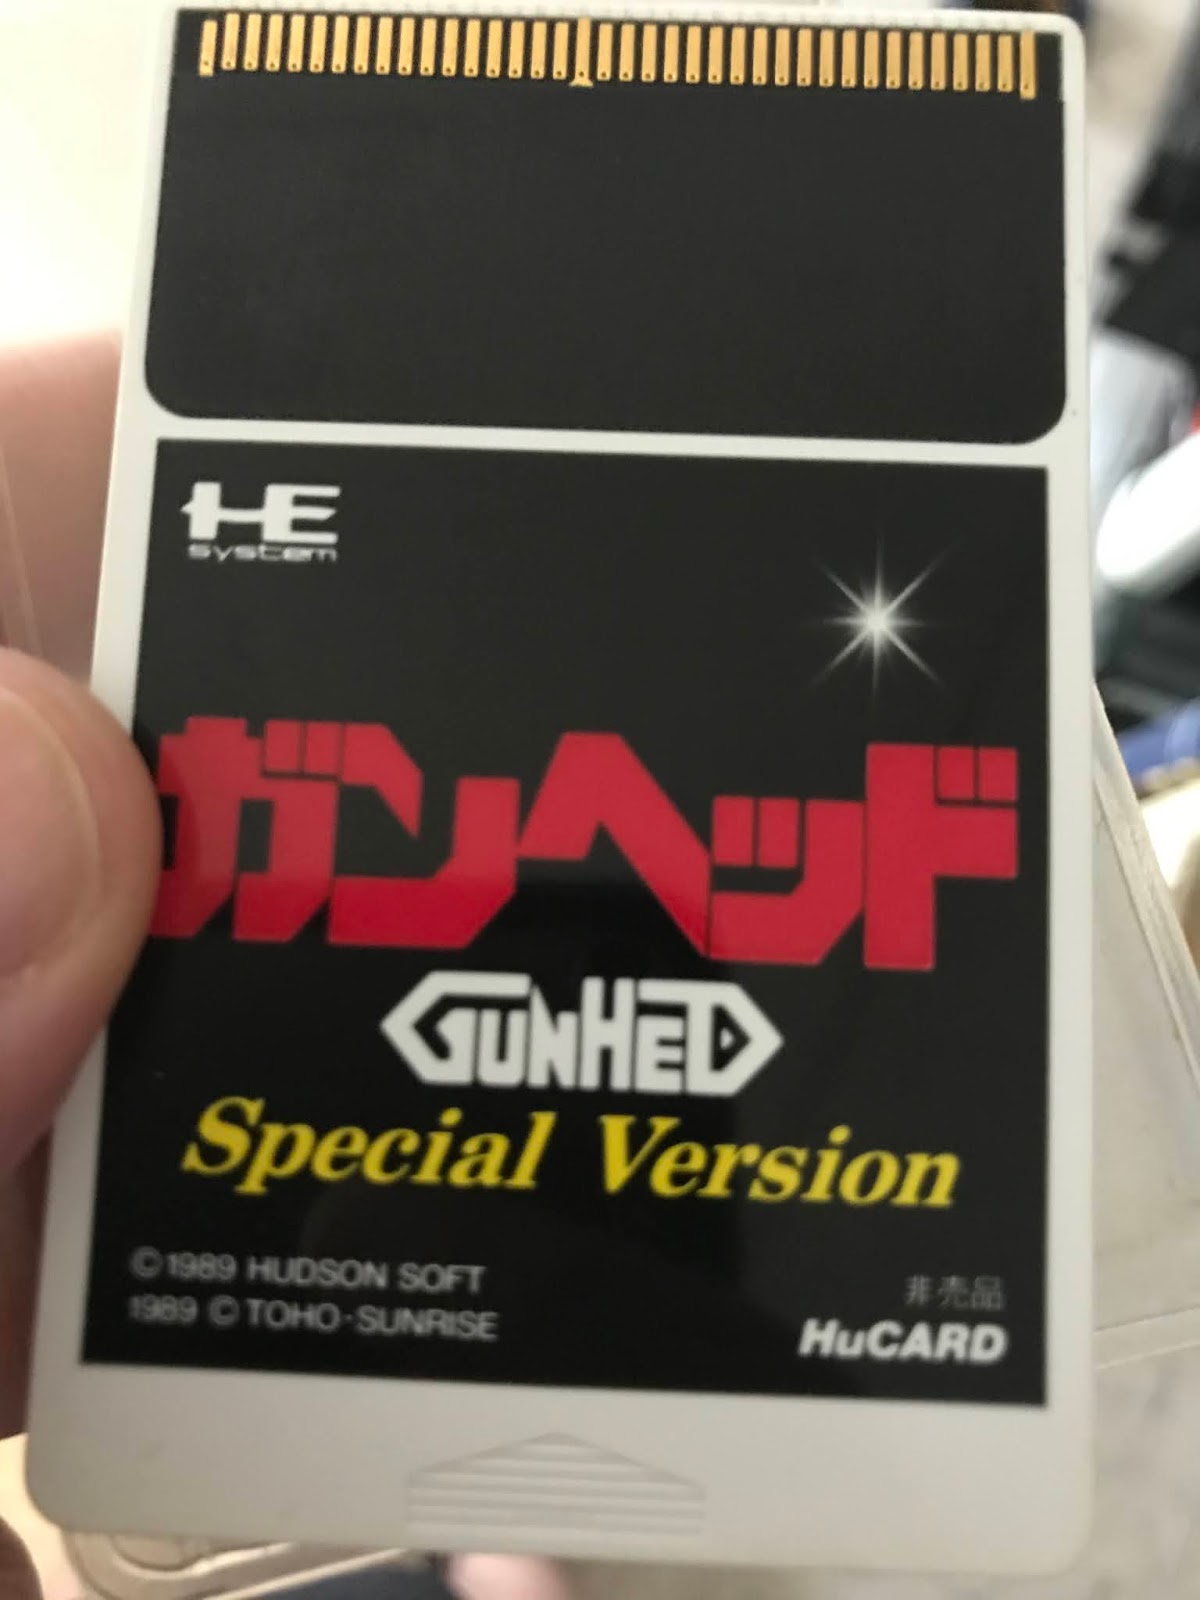 HE
system
ガンヘッド
GUNHED
Special Version
©1989 HUDSON SOFT
1989 © TOHO·SUNRISE
非売品
HuCARD